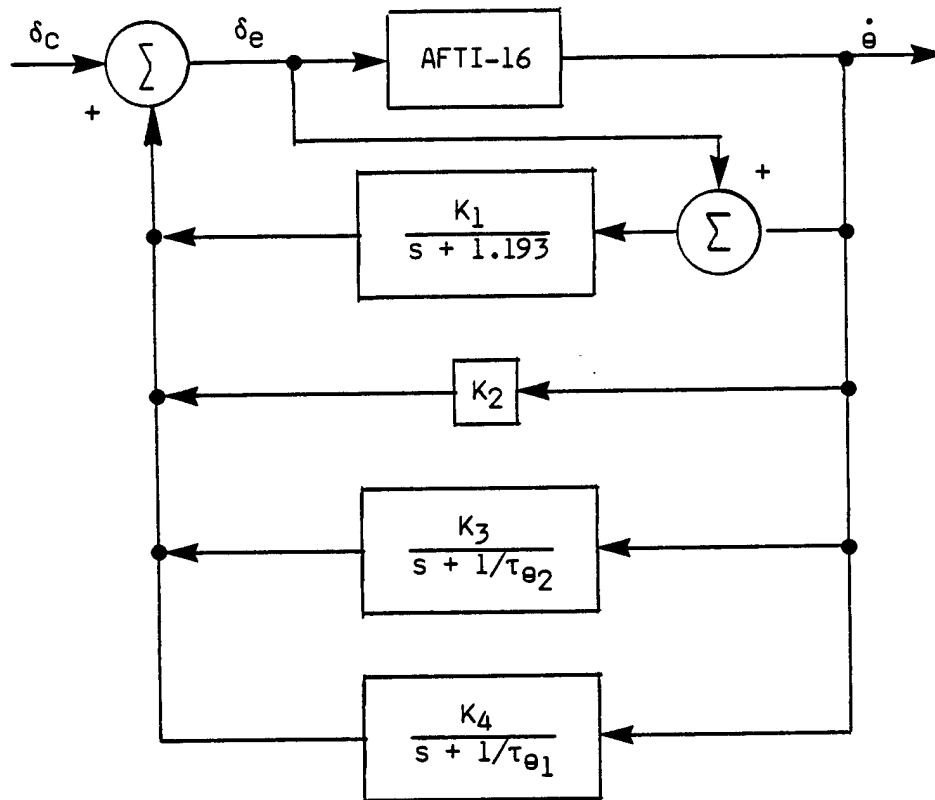 δc
Σ
+
δe
AFTI-16
θ̇
+
K1
s + 1.193
Σ
K2
K3
s + 1/τθ2
K4
s + 1/τθ1